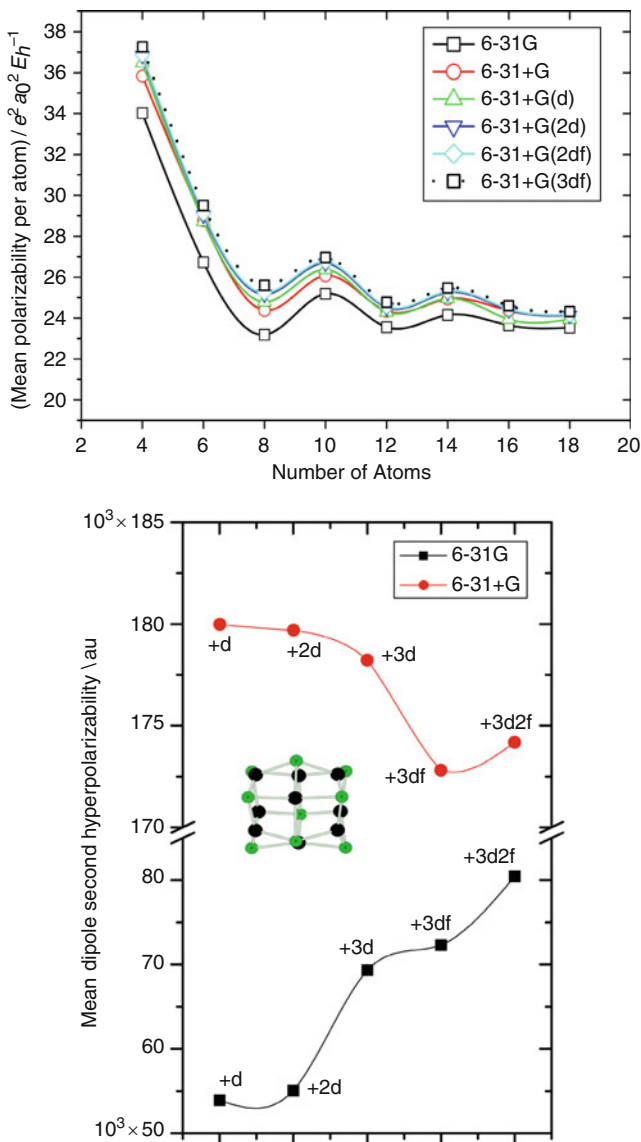 38
36
34
32
30
28
26
24
22
20
(Mean polarizability per atom) / e² a₀² Eₕ⁻¹
6-31G
6-31+G
6-31+G(d)
6-31+G(2d)
6-31+G(2df)
6-31+G(3df)
2 4 6 8 10 12 14 16 18 20
Number of Atoms
10³ × 185
180
175
170
80
70
60
10³ × 50
Mean dipole second hyperpolarizability \ au
6-31G
6-31+G
+d
+2d
+3d
+3df
+3d2f
+3d2f
+3df
+3d
+d
+2d